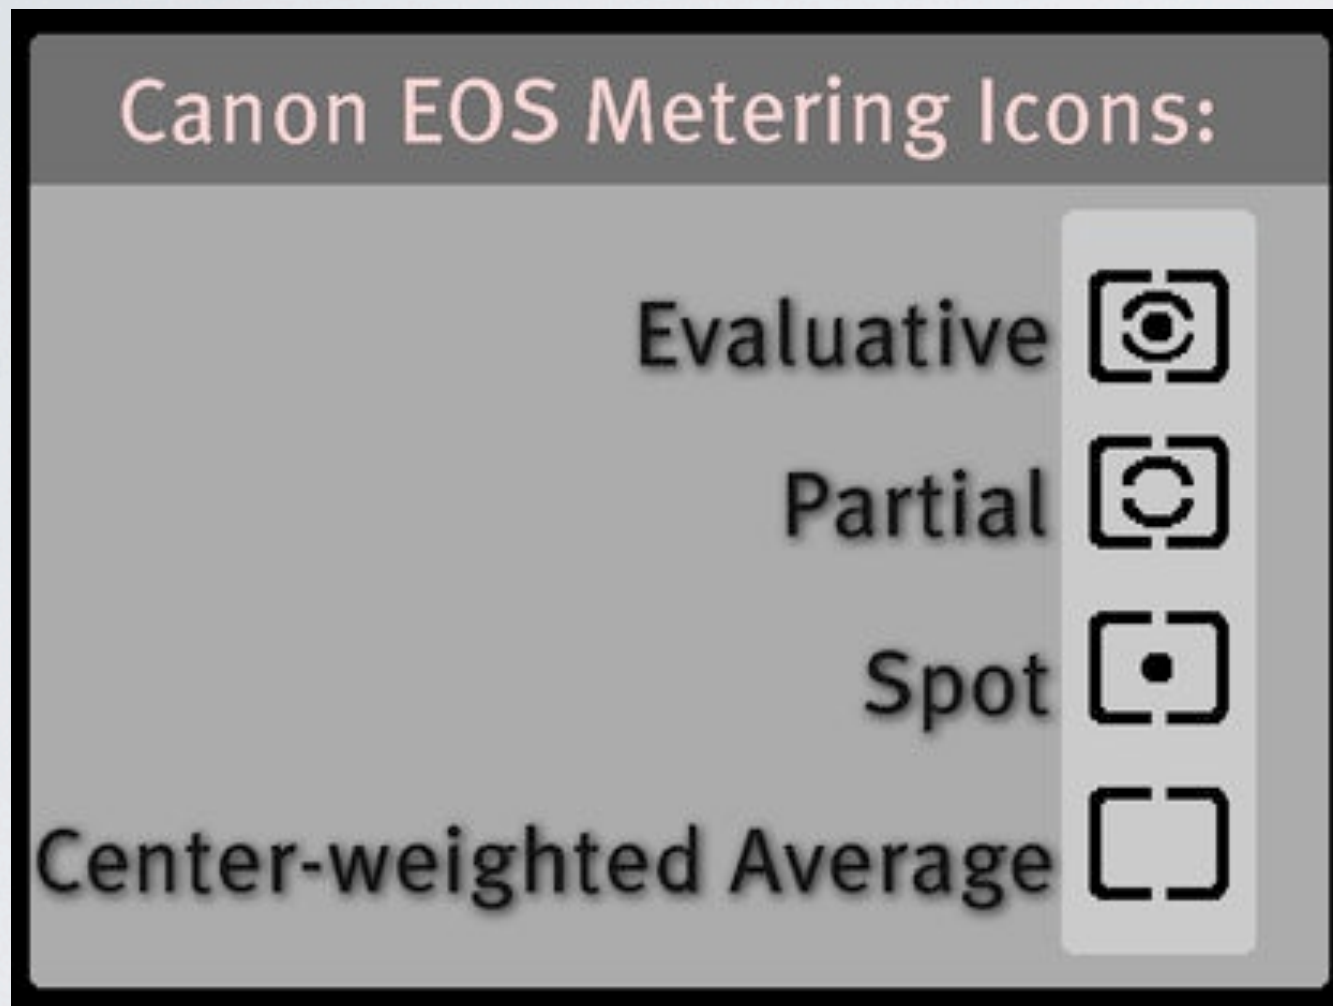 Canon EOS Metering Icons:
Evaluative
Partial
Spot
Center-weighted Average